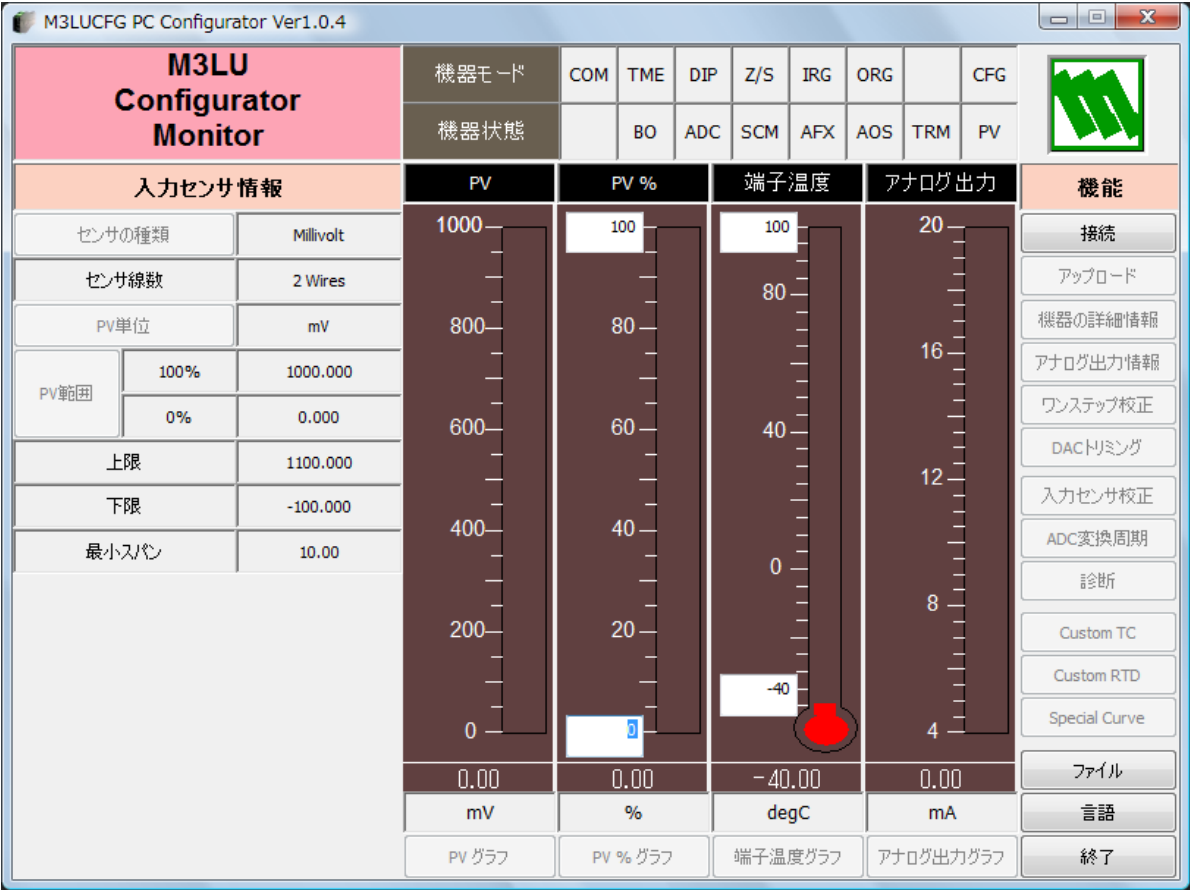 M3LUCFG PC Configurator Ver1.0.4
M3LU
Configurator
Monitor
機器モード
COM TME DIP Z/S IRG ORG CFG
機器状態
BO ADC SCM AFX AOS TRM PV
入力センサ情報
センサの種類 Millivolt
センサ線数 2 Wires
PV単位 mV
PV範囲
100% 1000.000
0% 0.000
上限 1100.000
下限 -100.000
最小スパン 10.00
PV
1000
800
600
400
200
0
0.00
mV
PV グラフ
PV %
100
80
60
40
20
0
0.00
%
PV % グラフ
端子温度
100
80
40
0
-40
-40.00
degC
端子温度グラフ
アナログ出力
20
16
12
8
4
0.00
mA
アナログ出力グラフ
機能
接続
アップロード
機器の詳細情報
アナログ出力情報
ワンステップ校正
DACトリミング
入力センサ校正
ADC変換周期
診断
Custom TC
Custom RTD
Special Curve
ファイル
言語
終了